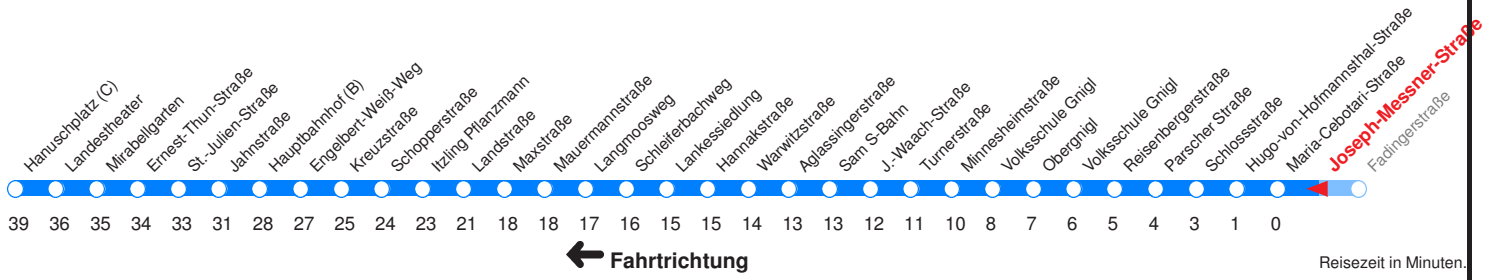 Hanuschplatz (C)
Landestheater
Mirabellgarten
Ernest-Thun-Straße
St.-Julien-Straße
Jahnstraße
Hauptbahnhof (B)
Engelbert-Weiß-Weg
Kreuzstraße
Schopperstraße
Itzling Pflanzmann
Landstraße
Maxstraße
Mauermannstraße
Langmoosweg
Schleiferbachweg
Lankessiedlung
Hannakstraße
Warwitzstraße
Aglassingerstraße
Sam S-Bahn
J.-Waach-Straße
Turnerstraße
Minnesheimstraße
Volksschule Gnigl
Obergnigl
Volksschule Gnigl
Reisenbergerstraße
Parscher Straße
Schlossstraße
Hugo-von-Hofmannsthal-Straße
Maria-Cebotari-Straße
Joseph-Messner-Straße
Fadingerstraße
39 36 35 34 33 31 28 27 25 24 23 21 18 18 17 16 15 15 14 13 13 12 11 10 8 7 6 5 4 3 1 0
Fahrtrichtung
Reisezeit in Minuten.